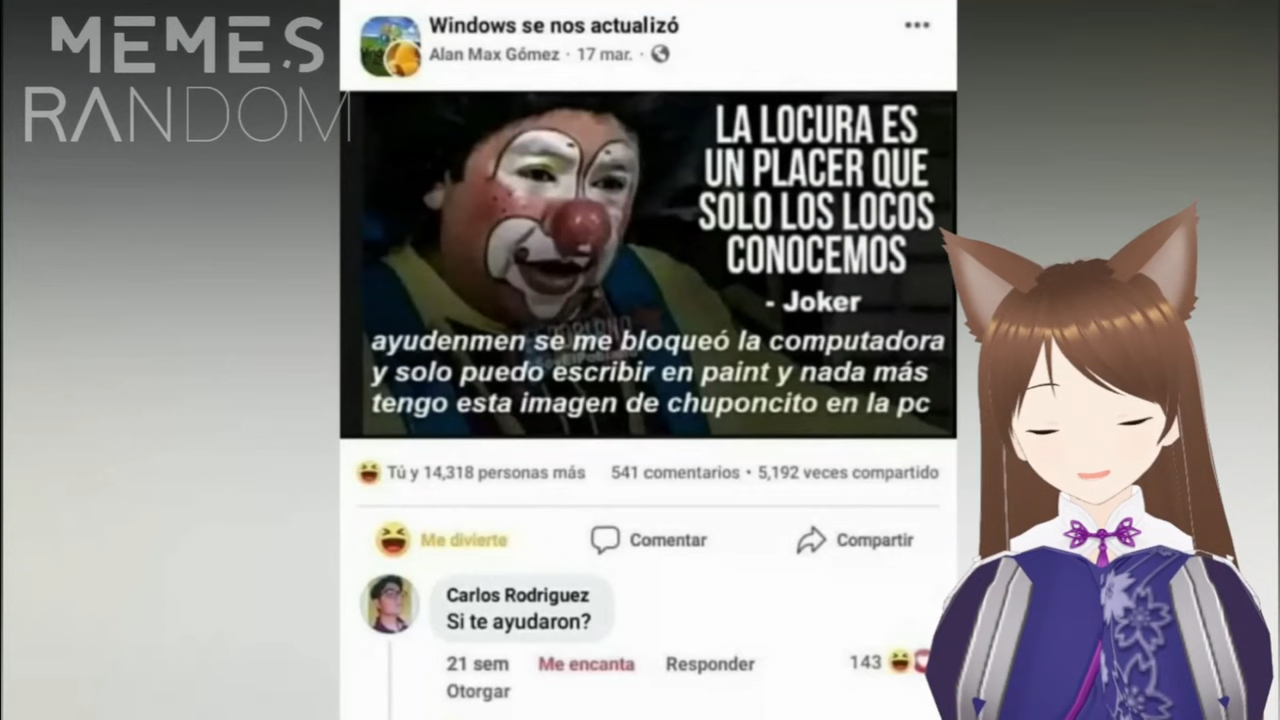 MEMES
RANDOM
Windows se nos actualizó
Alan Max Gómez · 17 mar. ·
LA LOCURA ES
UN PLACER QUE
SOLO LOS LOCOS
CONOCEMOS
- Joker
ayudenmen se me bloqueó la computadora
y solo puedo escribir en paint y nada más
tengo esta imagen de chuponcito en la pc
Tú y 14,318 personas más 541 comentarios • 5,192 veces compartido
Me divierte Comentar Compartir
Carlos Rodriguez
Si te ayudaron?
21 sem Me encanta Responder 143
Otorgar